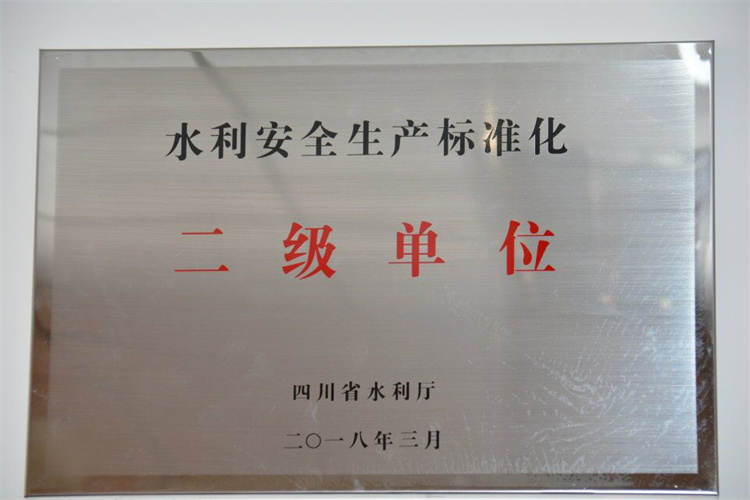 水利安全生产标准化
二级单位
四川省水利厅
二〇一八年三月